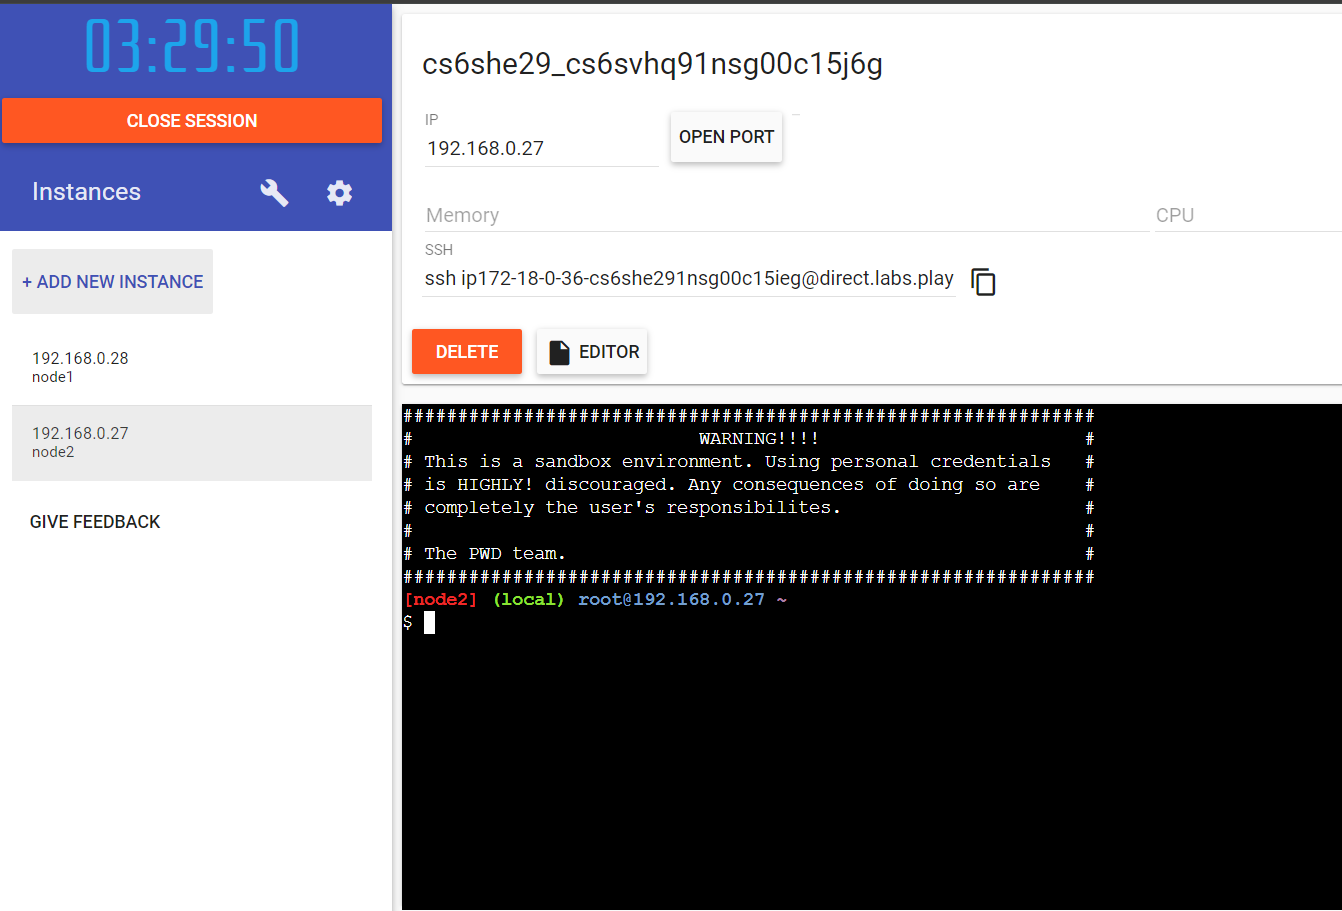 03:29:50
CLOSE SESSION
Instances
+ ADD NEW INSTANCE
192.168.0.28
node1
192.168.0.27
node2
GIVE FEEDBACK
cs6she29_cs6svhq91nsg00c15j6g
IP
192.168.0.27
OPEN PORT
Memory
CPU
SSH
ssh ip172-18-0-36-cs6she291nsg00c15ieg@direct.labs.play
DELETE
EDITOR
###############################################################
#                          WARNING!!!!                        #
# This is a sandbox environment. Using personal credentials   #
# is HIGHLY! discouraged. Any consequences of doing so are    #
# completely the user's responsibilites.                      #
#                                                             #
# The PWD team.                                               #
###############################################################
[node2] (local) root@192.168.0.27 ~
$